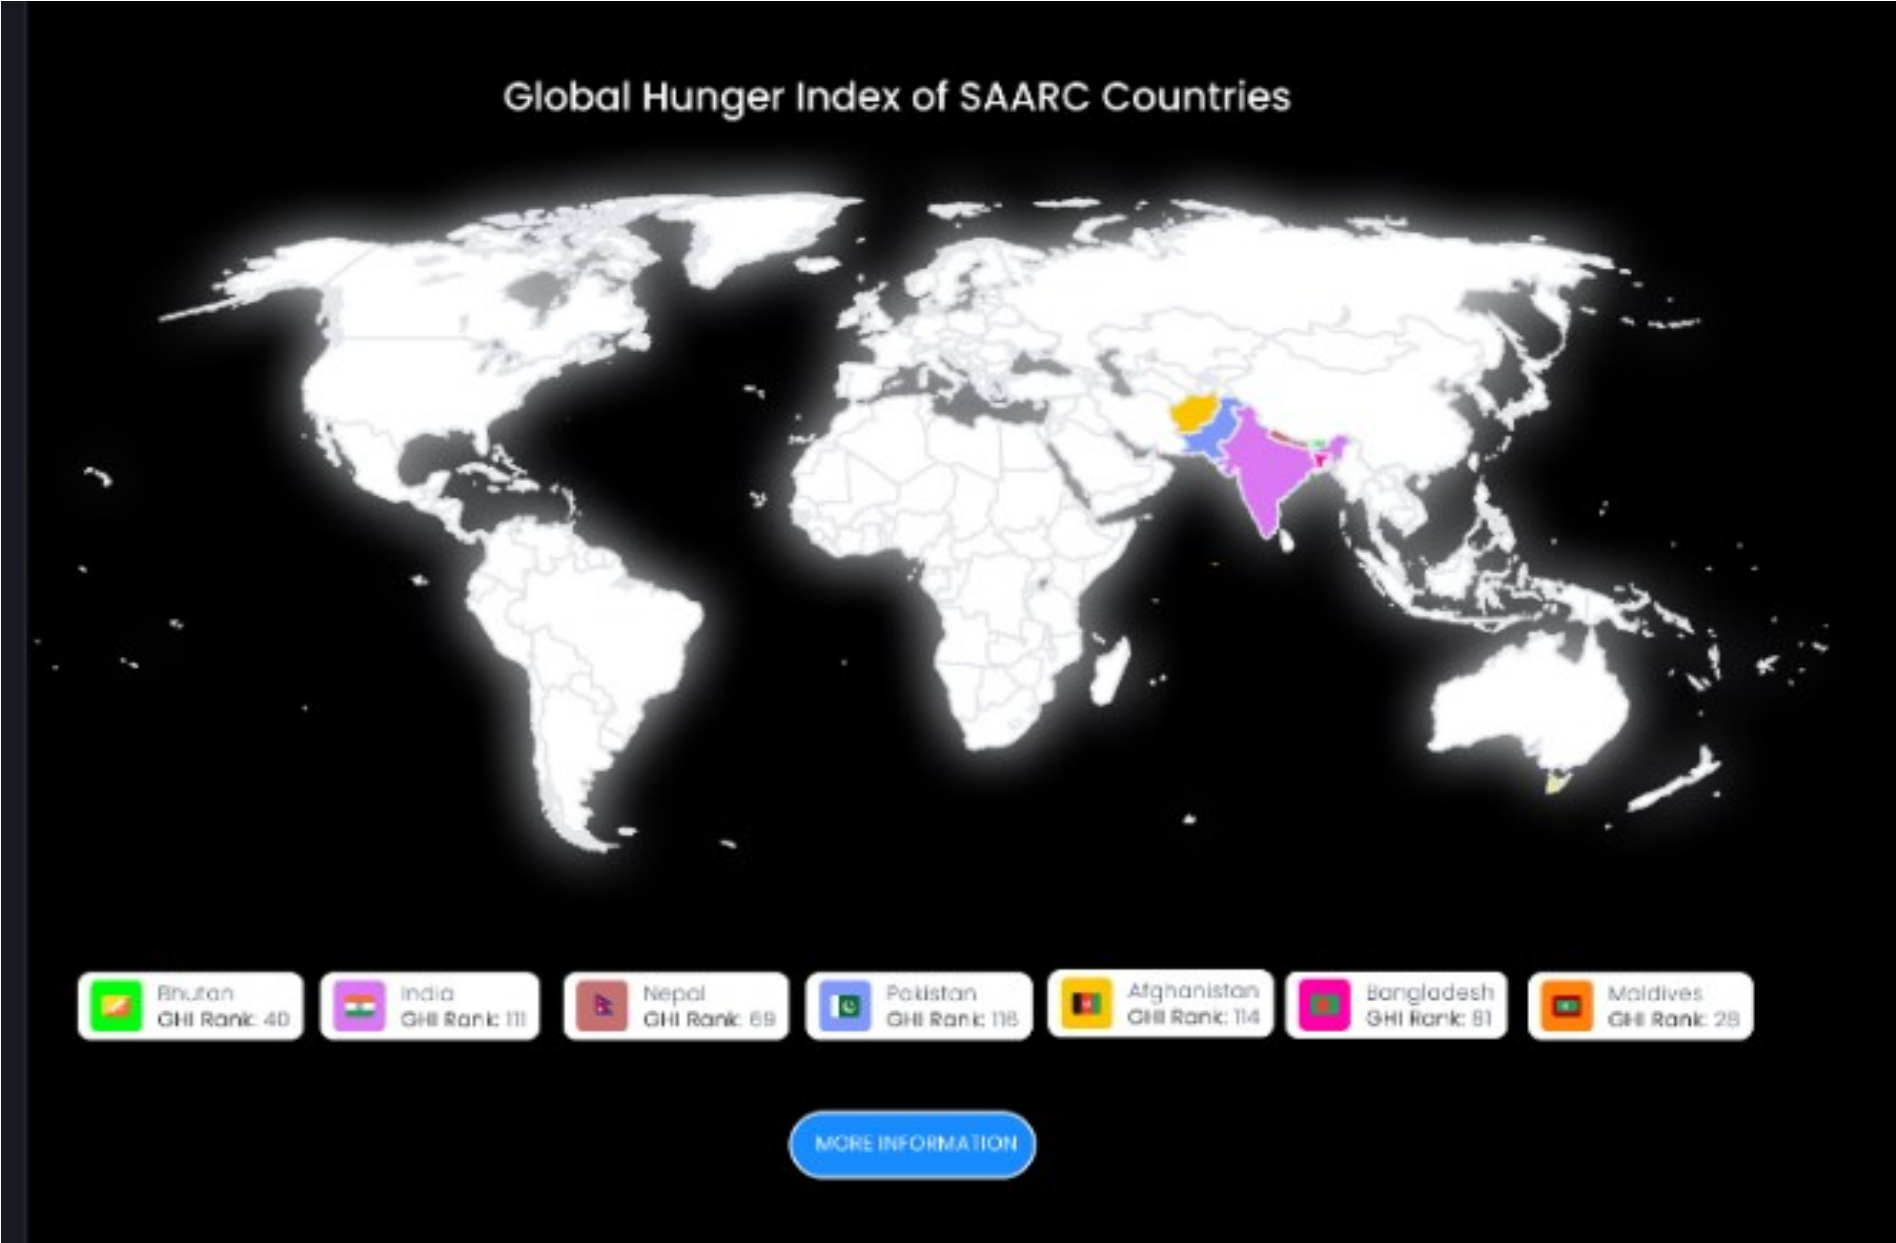 Global Hunger Index of SAARC Countries
Bhutan
GHI Rank: 40
India
GHI Rank: 111
Nepal
GHI Rank: 69
Pakistan
GHI Rank:
Afghanistan
GHI Rank: 114
Bangladesh
GHI Rank: 81
Maldives
GHI Rank: 28
MORE INFORMATION